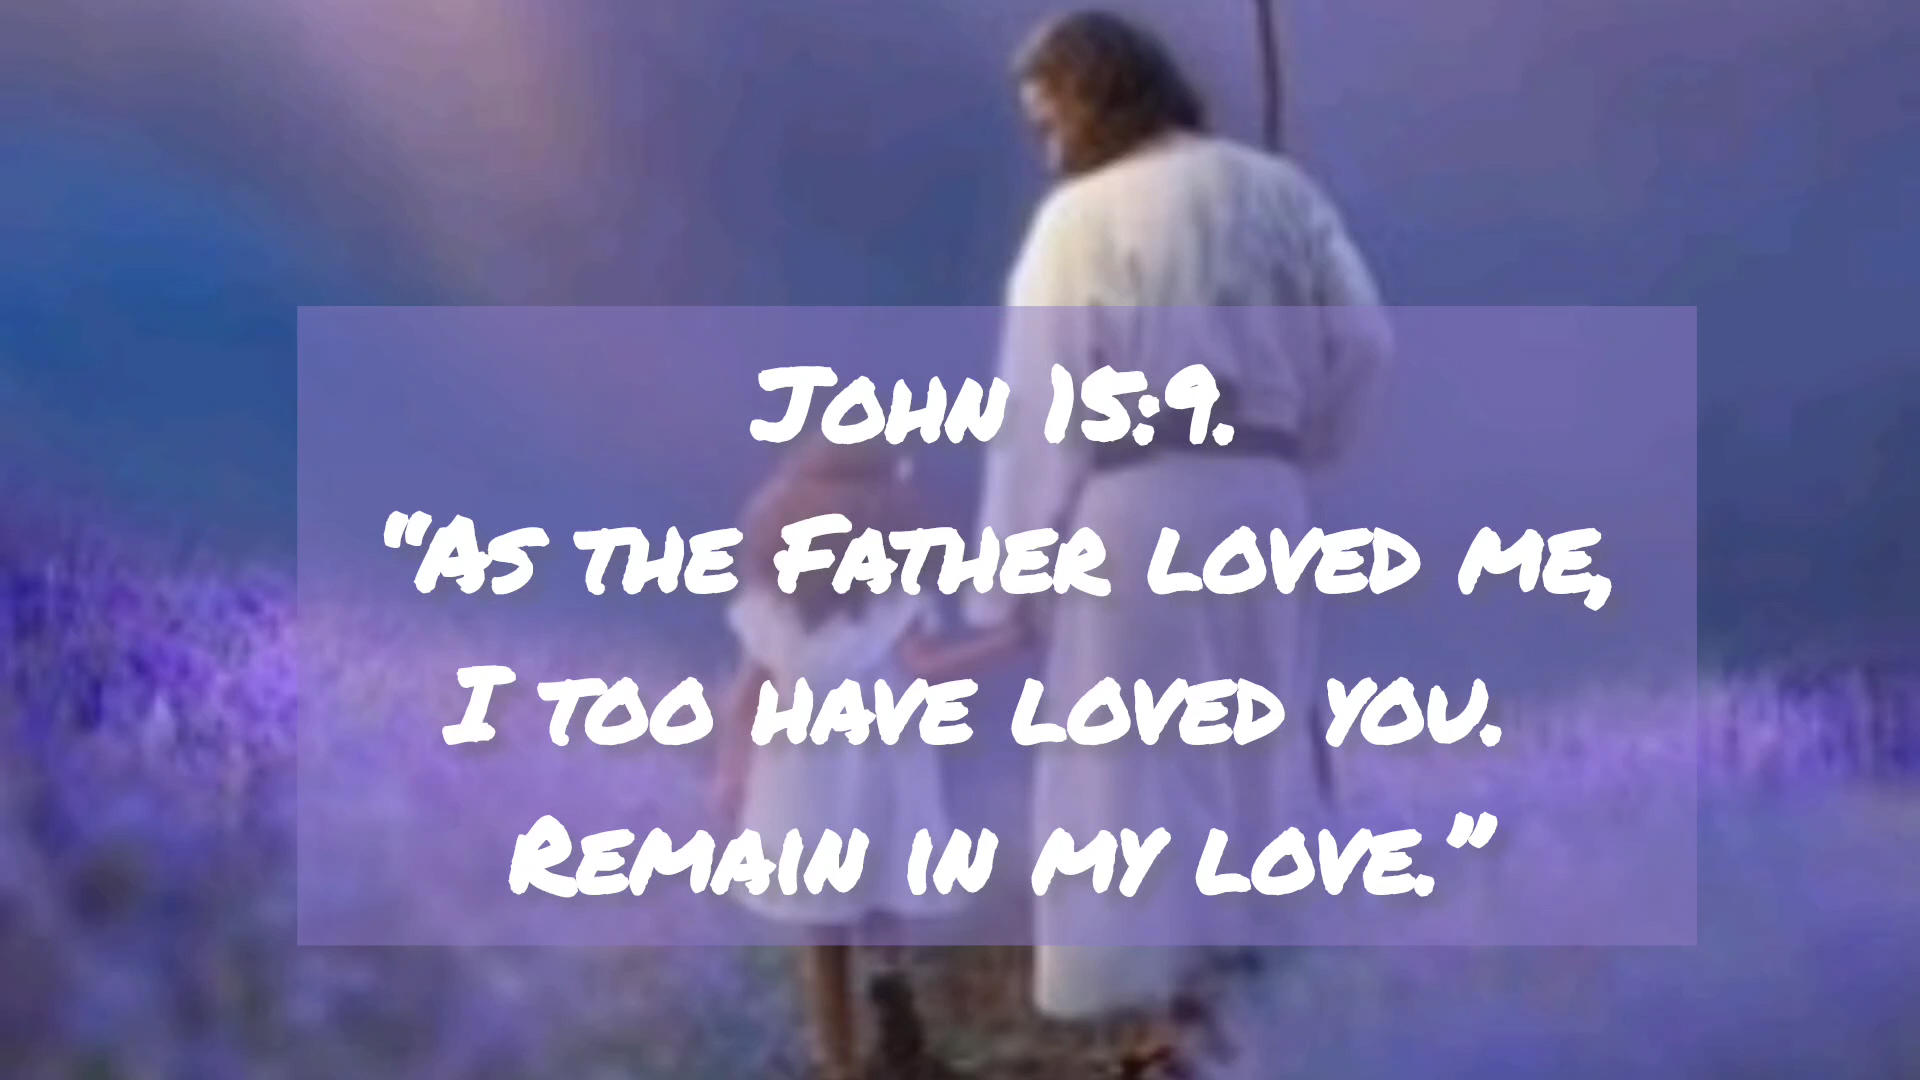 John 15:9.
“As the Father loved me,
I too have loved you.
Remain in my love.”